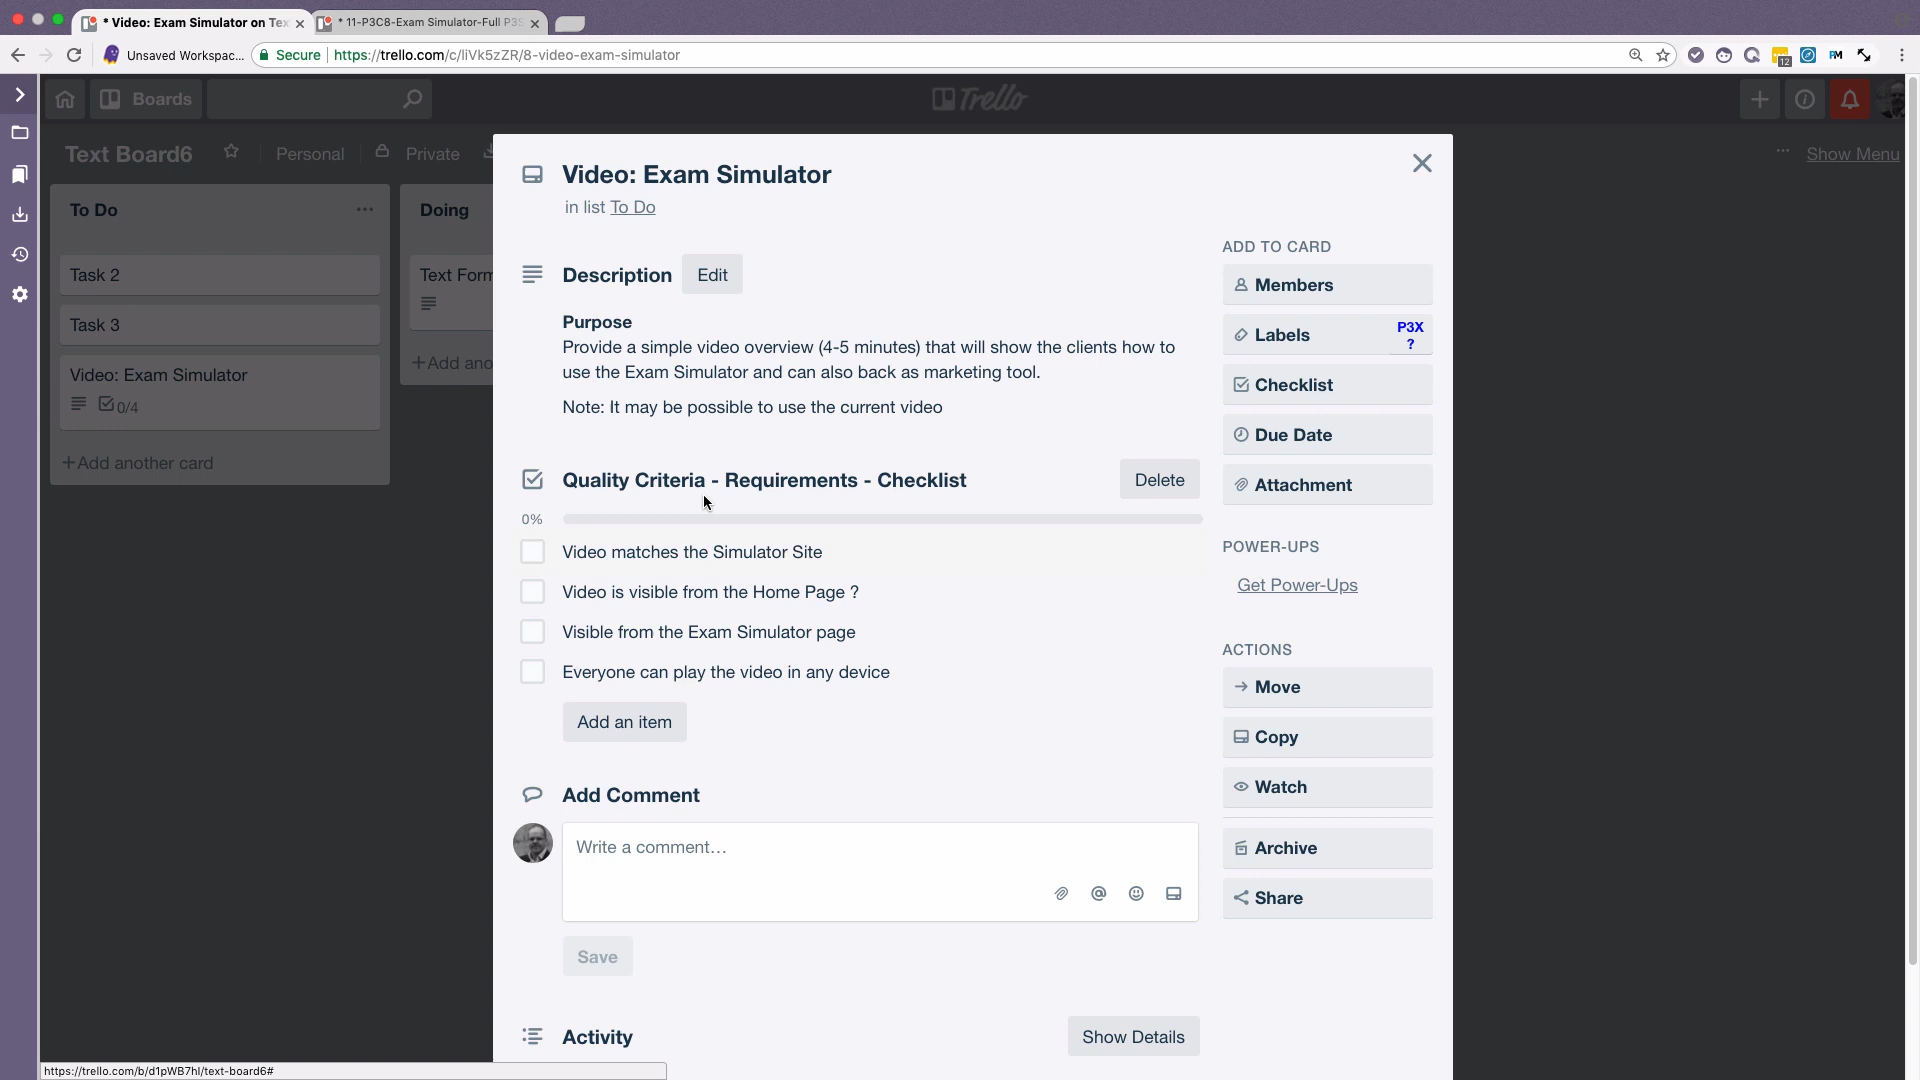 * Video: Exam Simulator on Tex
* 11-P3C8-Exam Simulator-Full P3S
Unsaved Workspac...
Secure
https://trello.com/c/liVk5zZR/8-video-exam-simulator
12
PM
Boards
Trello
Text Board6
Personal
Private
... Show Menu
To Do
Task 2
Task 3
Video: Exam Simulator
0/4
+Add another card
Doing
Text Form
+Add ano
Video: Exam Simulator
in list To Do
Description
Edit
Purpose
Provide a simple video overview (4-5 minutes) that will show the clients how to
use the Exam Simulator and can also back as marketing tool.
Note: It may be possible to use the current video
Quality Criteria - Requirements - Checklist
Delete
0%
Video matches the Simulator Site
Video is visible from the Home Page ?
Visible from the Exam Simulator page
Everyone can play the video in any device
Add an item
Add Comment
Write a comment…
@
Save
Activity
Show Details
ADD TO CARD
Members
Labels
P3X
?
Checklist
Due Date
Attachment
POWER-UPS
Get Power-Ups
ACTIONS
Move
Copy
Watch
Archive
Share
https://trello.com/b/d1pWB7hI/text-board6#